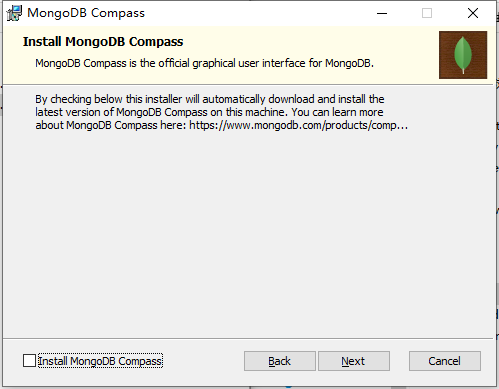 MongoDB Compass
Install MongoDB Compass
MongoDB Compass is the official graphical user interface for MongoDB.
By checking below this installer will automatically download and install the
latest version of MongoDB Compass on this machine. You can learn more
about MongoDB Compass here: https://www.mongodb.com/products/comp...
Install MongoDB Compass
Back
Next
Cancel